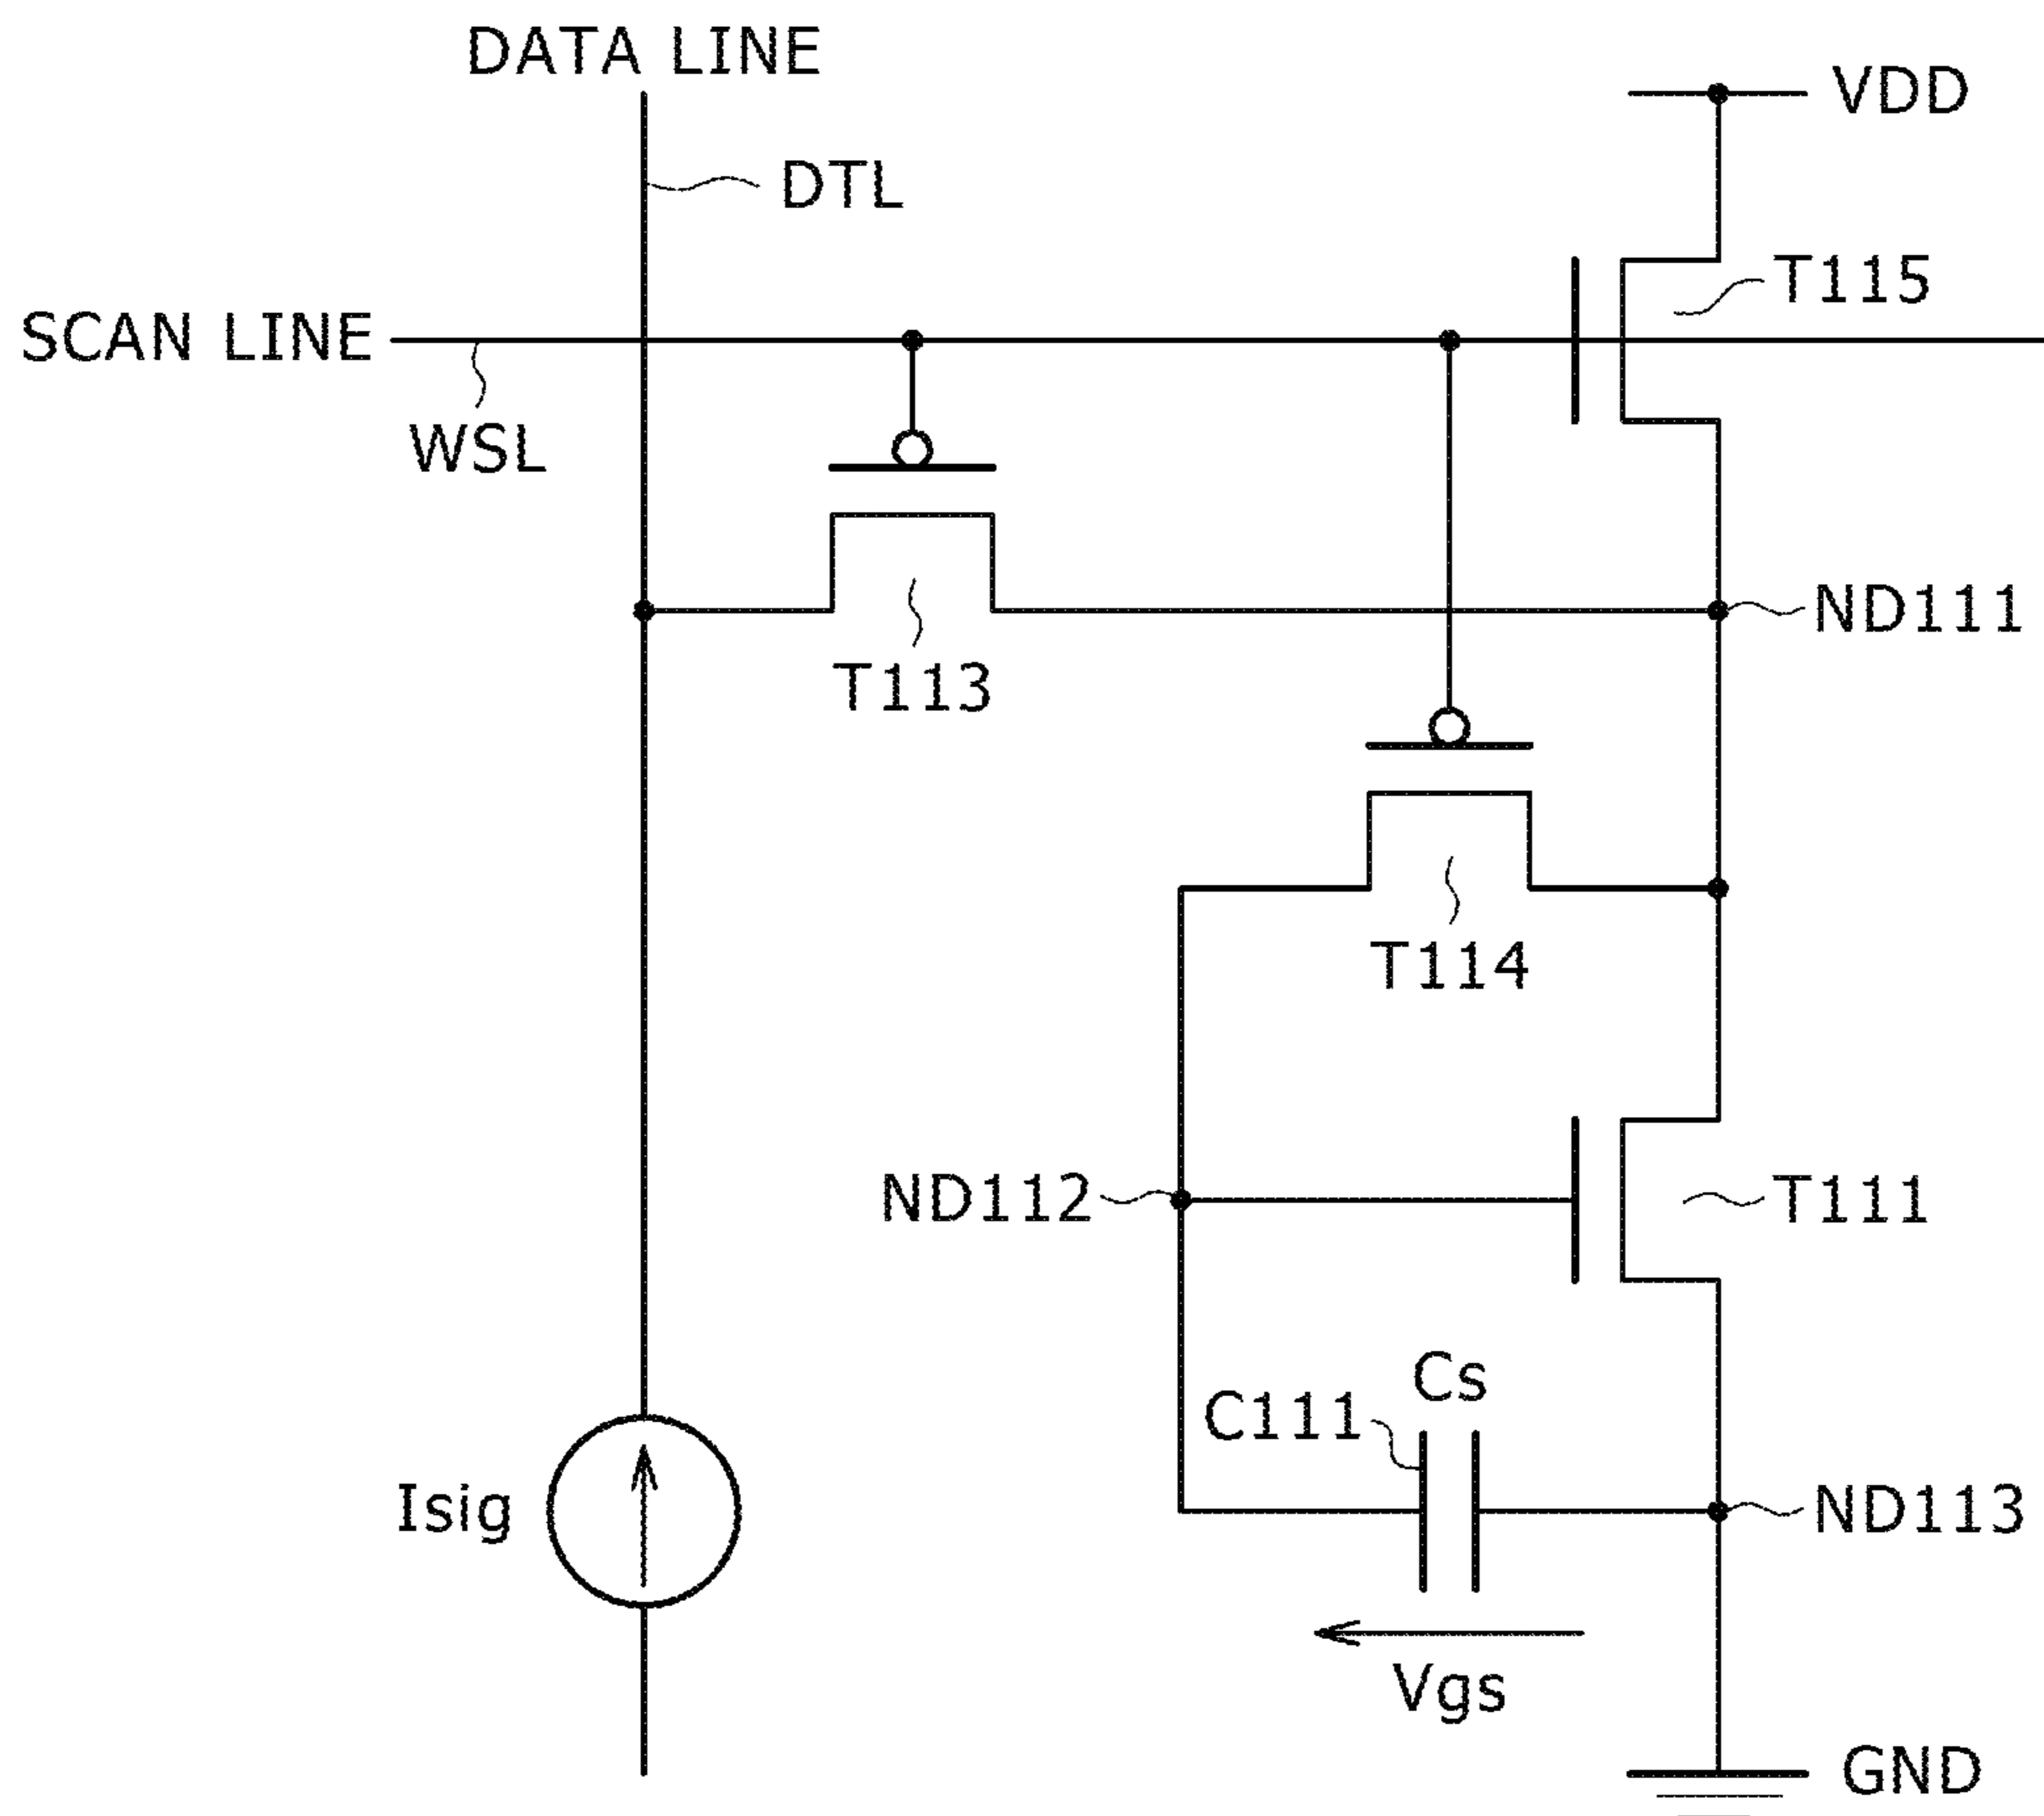 DATA LINE
VDD
DTL
T115
SCAN LINE
WSL
ND111
T113
T114
ND112
T111
Cs
C111
Isig
ND113
Vgs
GND